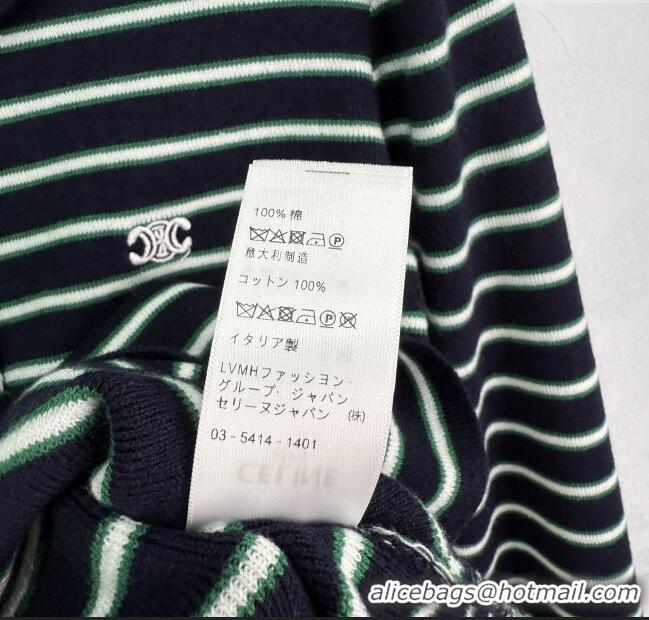 100% 棉
意大利制造
コットン 100%
イタリア製
LVMHファッション・
グループ・ジャパン
セリーヌジャパン (株)
03 - 5414 - 1401
CELINE
alicebags@hotmail.com